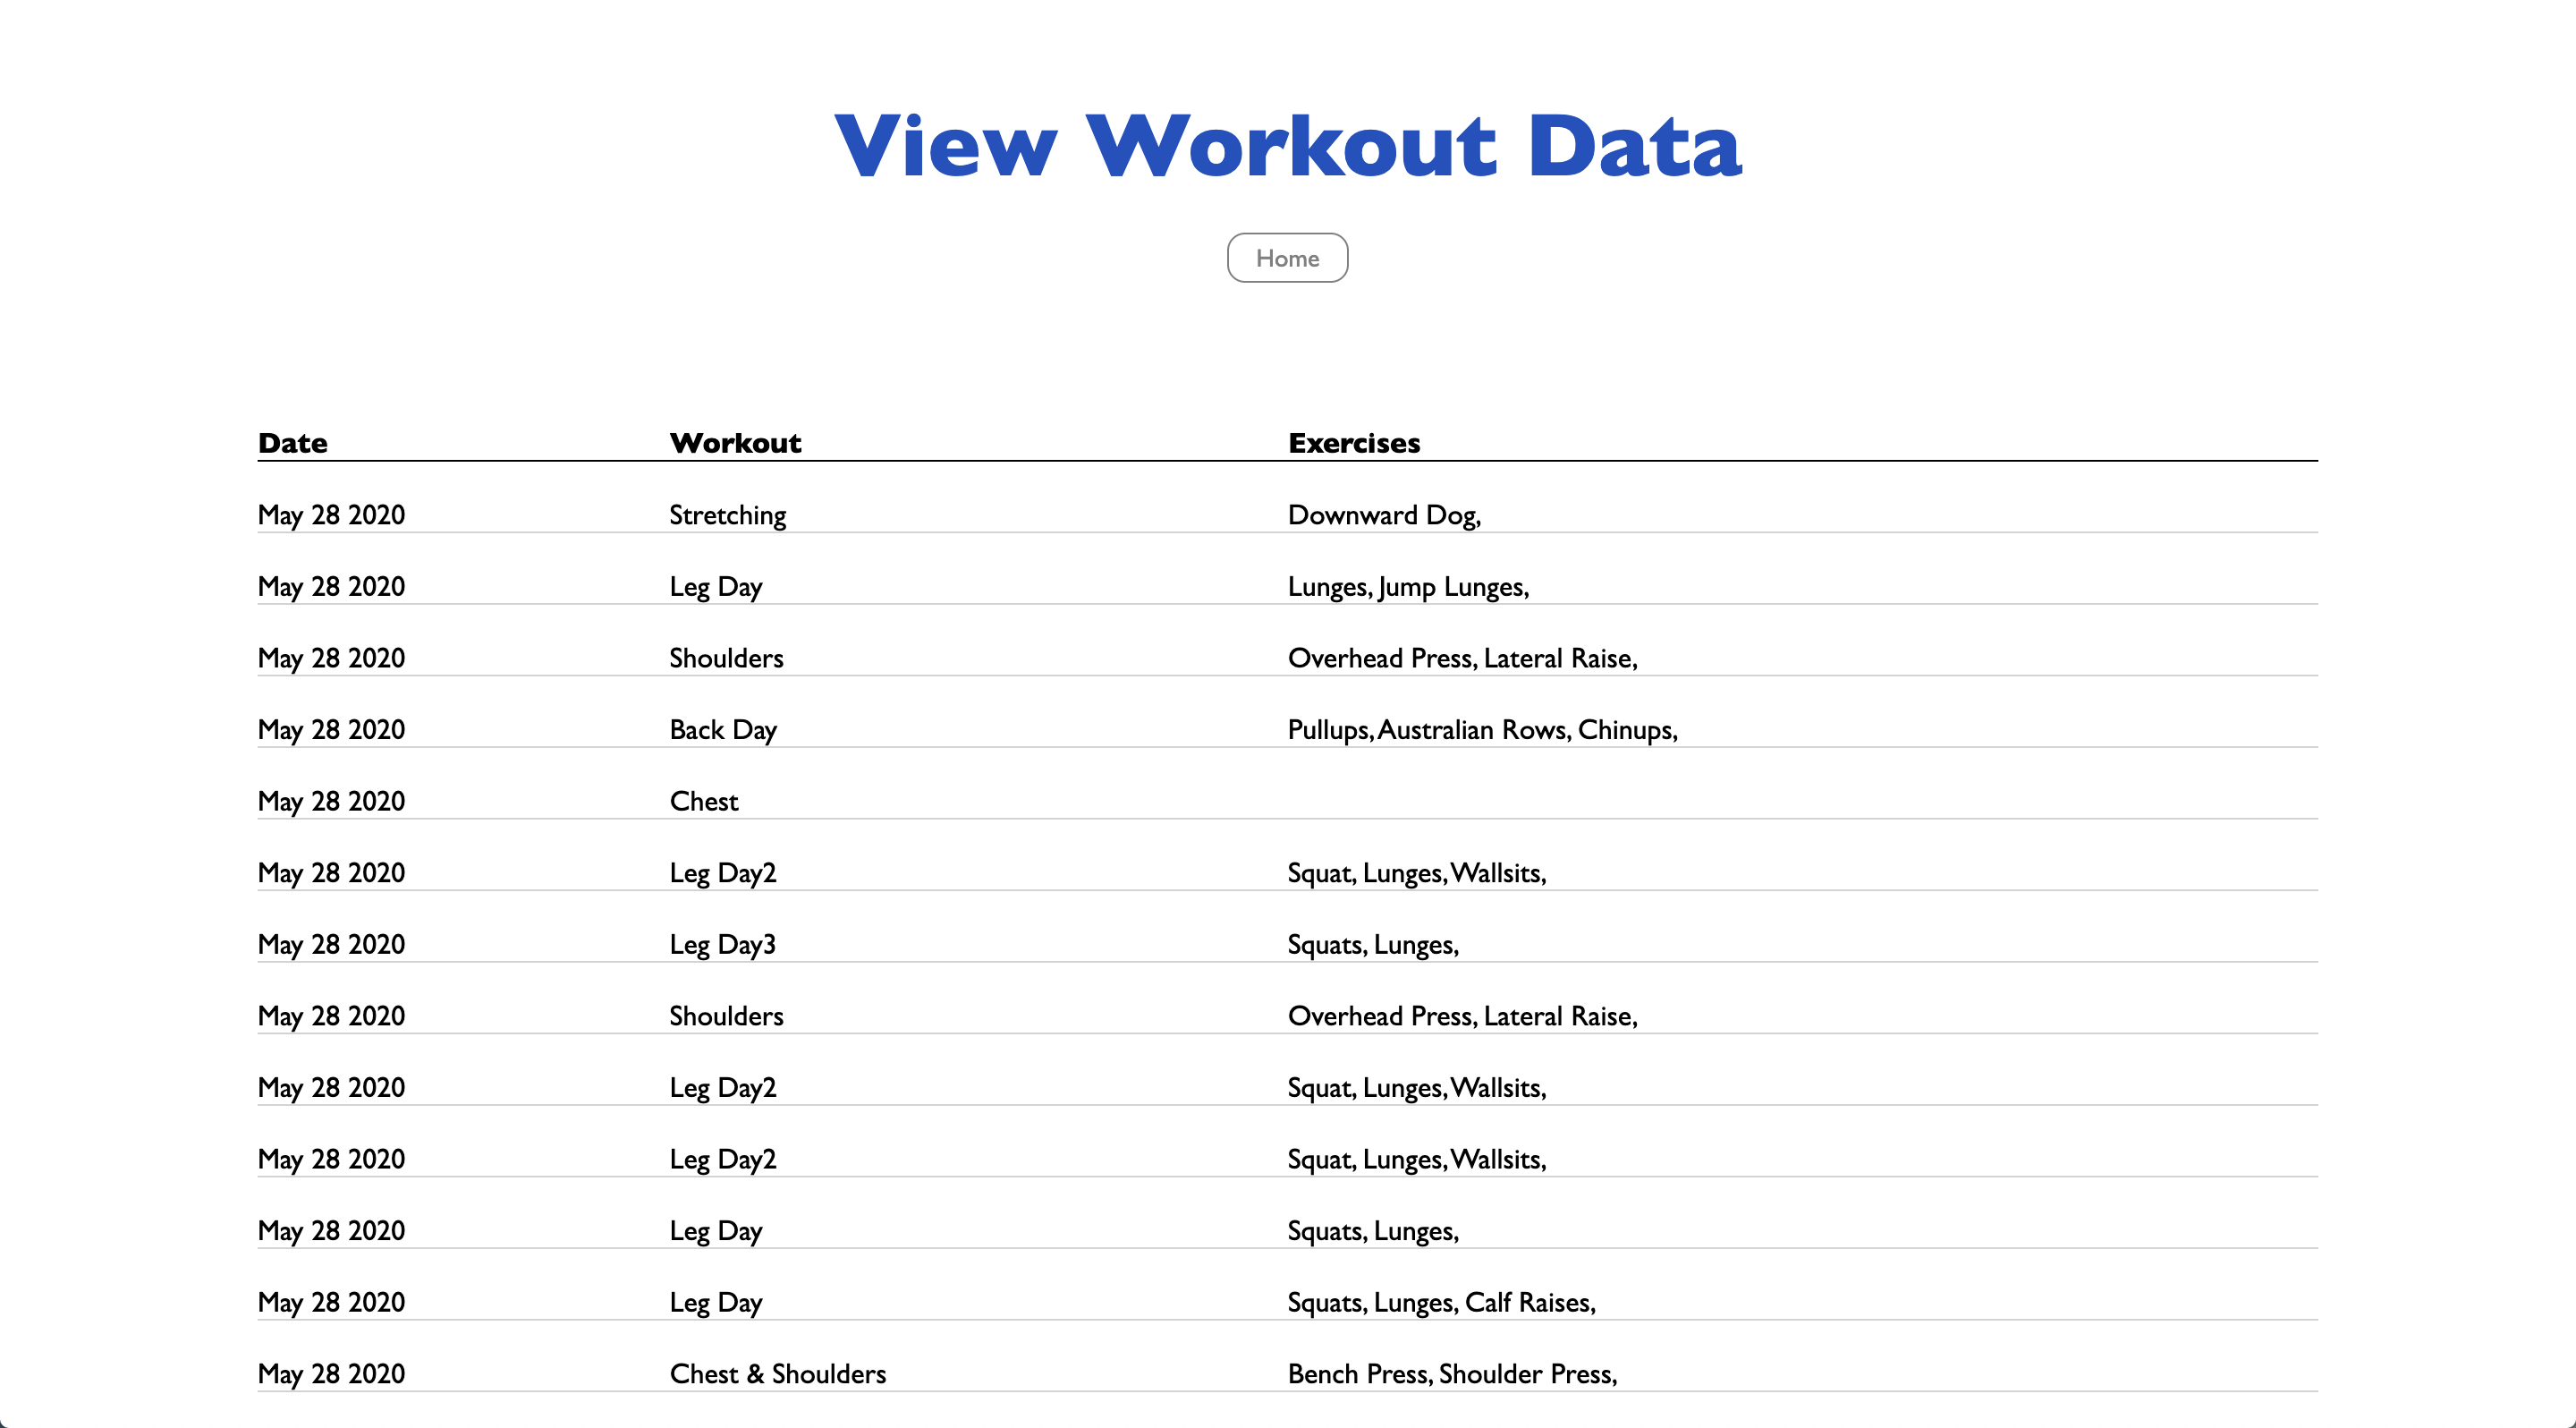 View Workout Data
Home
Date Workout Exercises
May 28 2020 Stretching Downward Dog,
May 28 2020 Leg Day Lunges, Jump Lunges,
May 28 2020 Shoulders Overhead Press, Lateral Raise,
May 28 2020 Back Day Pullups, Australian Rows, Chinups,
May 28 2020 Chest
May 28 2020 Leg Day2 Squat, Lunges, Wallsits,
May 28 2020 Leg Day3 Squats, Lunges,
May 28 2020 Shoulders Overhead Press, Lateral Raise,
May 28 2020 Leg Day2 Squat, Lunges, Wallsits,
May 28 2020 Leg Day2 Squat, Lunges, Wallsits,
May 28 2020 Leg Day Squats, Lunges,
May 28 2020 Leg Day Squats, Lunges, Calf Raises,
May 28 2020 Chest & Shoulders Bench Press, Shoulder Press,